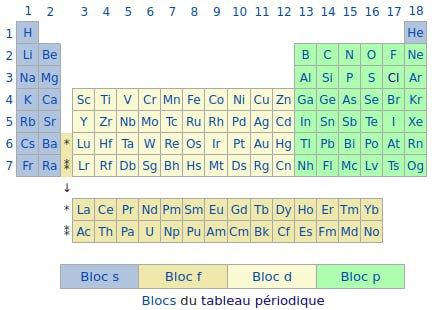 1 2 3 4 5 6 7 8 9 10 11 12 13 14 15 16 17 18
1 H He
2 Li Be B C N O F Ne
3 Na Mg Al Si P S Cl Ar
4 K Ca Sc Ti V Cr Mn Fe Co Ni Cu Zn Ga Ge As Se Br Kr
5 Rb Sr Y Zr Nb Mo Tc Ru Rh Pd Ag Cd In Sn Sb Te I Xe
6 Cs Ba * Lu Hf Ta W Re Os Ir Pt Au Hg Tl Pb Bi Po At Rn
7 Fr Ra ⁑ Lr Rf Db Sg Bh Hs Mt Ds Rg Cn Nh Fl Mc Lv Ts Og
↓
* La Ce Pr Nd Pm Sm Eu Gd Tb Dy Ho Er Tm Yb
⁑ Ac Th Pa U Np Pu Am Cm Bk Cf Es Fm Md No
Bloc s Bloc f Bloc d Bloc p
Blocs du tableau périodique